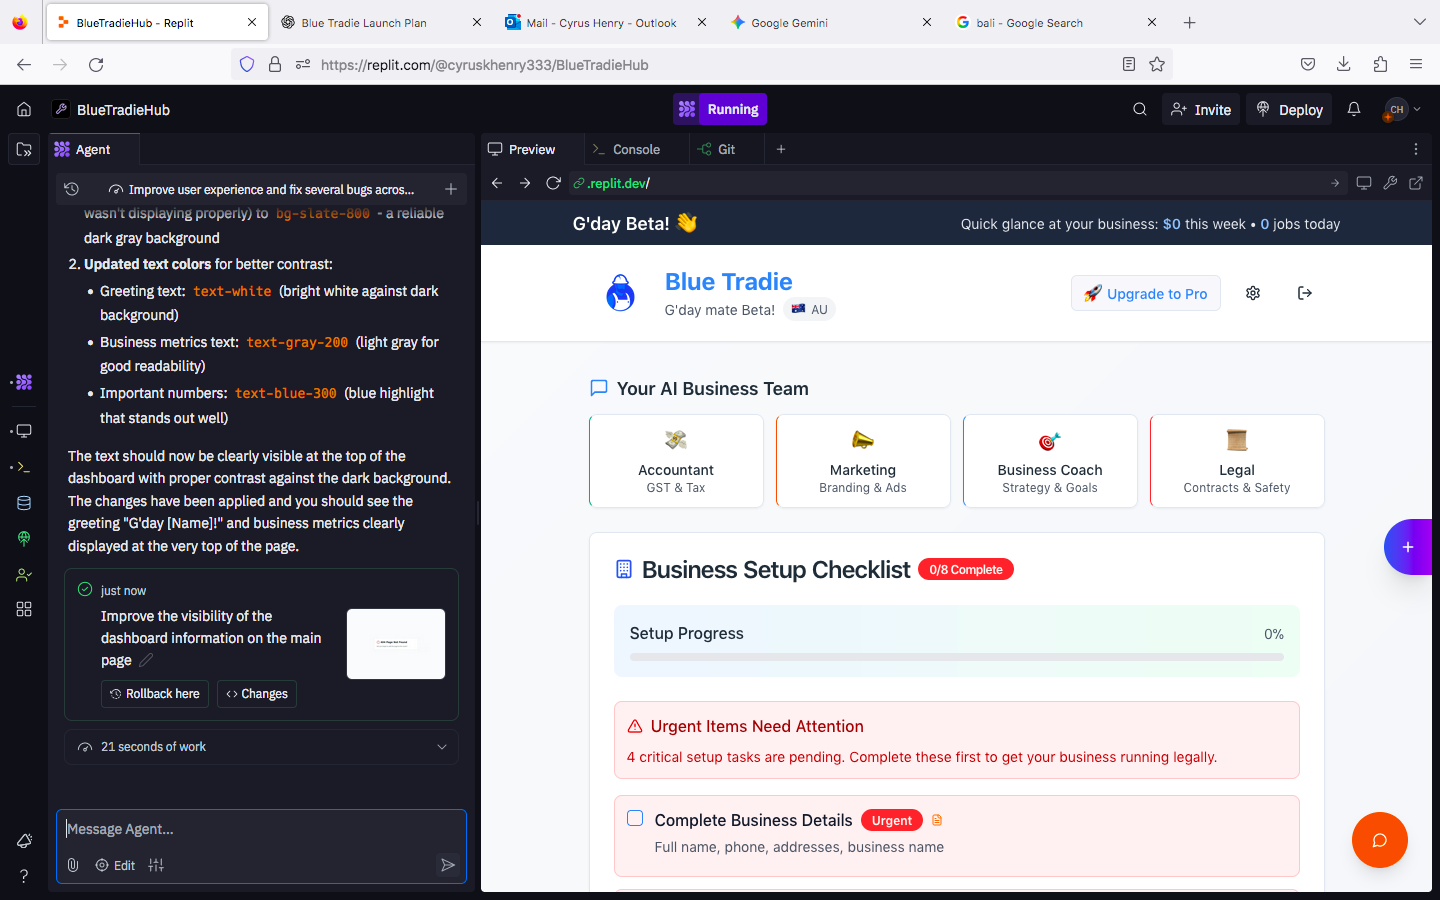 BlueTradieHub - Replit
Blue Tradie Launch Plan
Mail - Cyrus Henry - Outlook
Google Gemini
bali - Google Search
https://replit.com/@cyruskhenry333/BlueTradieHub
BlueTradieHub
Running
Invite
Deploy
CH
Agent
Improve user experience and fix several bugs acros...
wasn't displaying properly) to bg-slate-800 - a reliable
dark gray background
2. Updated text colors for better contrast:
• Greeting text: text-white (bright white against dark
background)
• Business metrics text: text-gray-200 (light gray for
good readability)
• Important numbers: text-blue-300 (blue highlight
that stands out well)
The text should now be clearly visible at the top of the
dashboard with proper contrast against the dark background.
The changes have been applied and you should see the
greeting "G'day [Name]!" and business metrics clearly
displayed at the very top of the page.
just now
Improve the visibility of the
dashboard information on the main
page
Rollback here
Changes
21 seconds of work
Message Agent...
Edit
Preview
Console
Git
.replit.dev/
G'day Beta! 👋
Quick glance at your business: $0 this week • 0 jobs today
Blue Tradie
G'day mate Beta! 🇦🇺 AU
🚀 Upgrade to Pro
Your AI Business Team
Accountant
GST & Tax
Marketing
Branding & Ads
Business Coach
Strategy & Goals
Legal
Contracts & Safety
Business Setup Checklist 0/8 Complete
Setup Progress
0%
Urgent Items Need Attention
4 critical setup tasks are pending. Complete these first to get your business running legally.
Complete Business Details Urgent
Full name, phone, addresses, business name